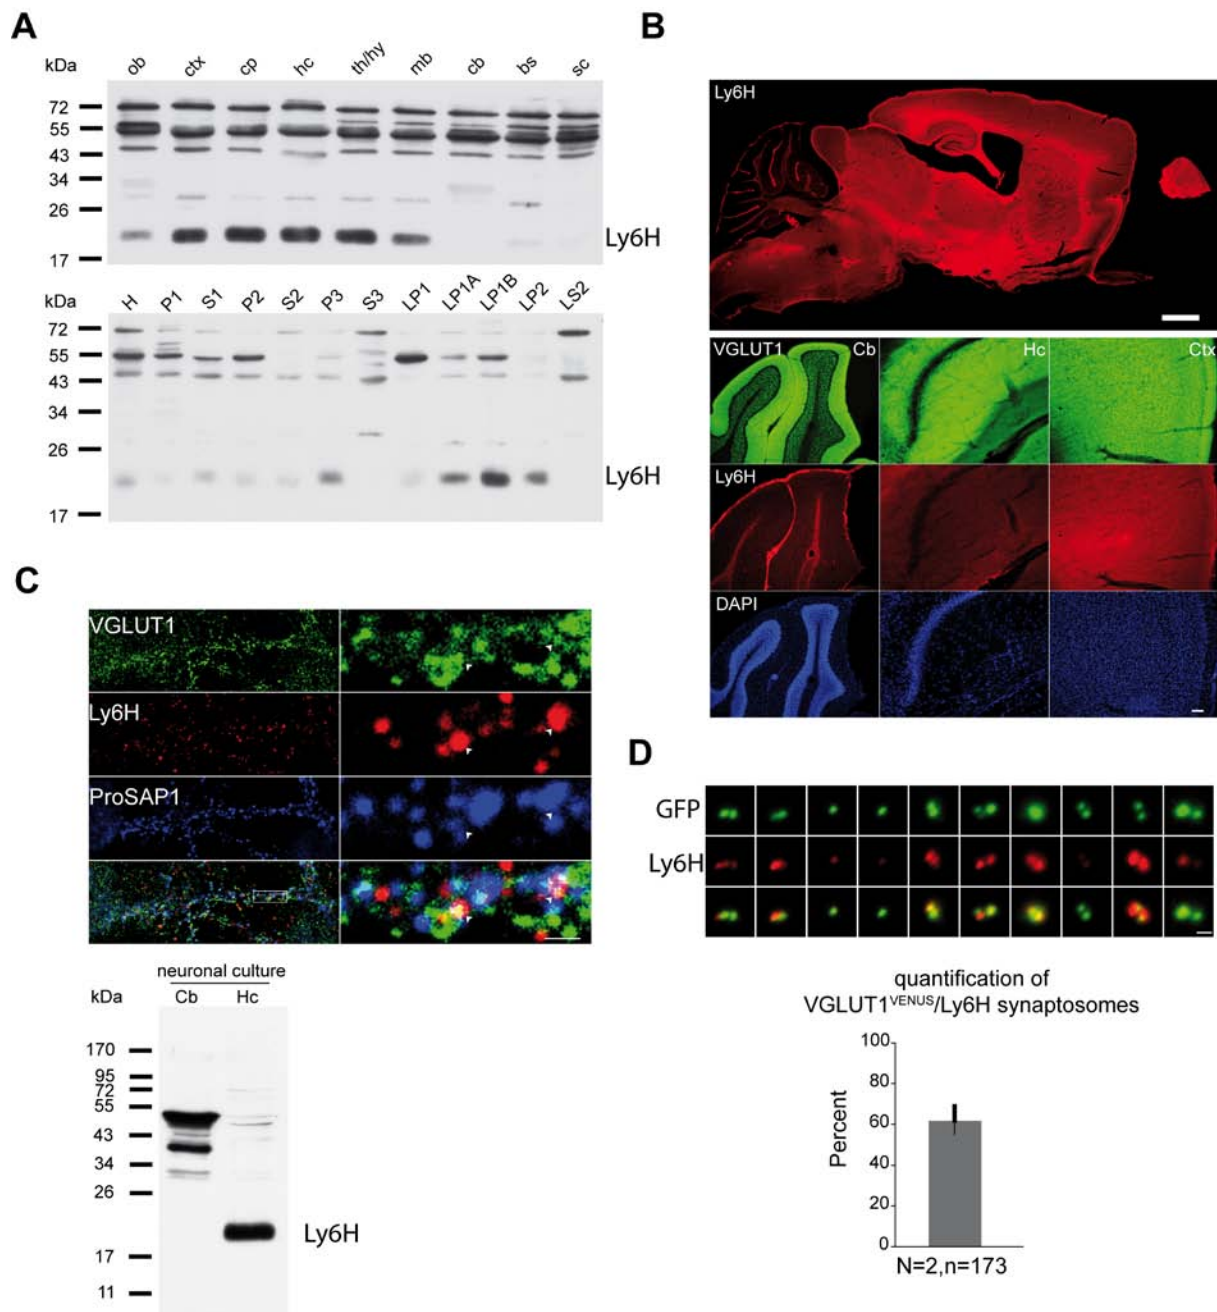 A
kDa
ob ctx cp hc th/hy mb cb bs sc
72
55
43
34
26
17
Ly6H
kDa
H P1 S1 P2 S2 P3 S3 LP1 LP1A LP1B LP2 LS2
72
55
43
34
26
17
Ly6H
B
Ly6H
VGLUT1 Cb Hc Ctx
Ly6H
DAPI
C
VGLUT1
Ly6H
ProSAP1
neuronal culture
kDa Cb Hc
170
95
72
55
43
34
26
17
11
Ly6H
D
GFP
Ly6H
quantification of
VGLUT1VENUS/Ly6H synaptosomes
Percent
100
80
60
40
20
0
N=2,n=173